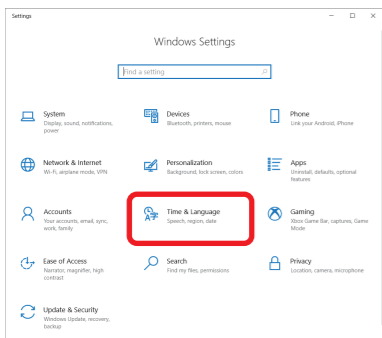 Settings
Windows Settings
Find a setting
System
Display, sound, notifications,
power
Devices
Bluetooth, printers, mouse
Phone
Link your Android, iPhone
Network & Internet
Wi-Fi, airplane mode, VPN
Personalization
Background, lock screen, colors
Apps
Uninstall, defaults, optional
features
Accounts
Your accounts, email, sync,
work, family
Time & Language
Speech, region, date
Gaming
Xbox Game Bar, captures, Game
Mode
Ease of Access
Narrator, magnifier, high
contrast
Search
Find my files, permissions
Privacy
Location, camera, microphone
Update & Security
Windows Update, recovery,
backup